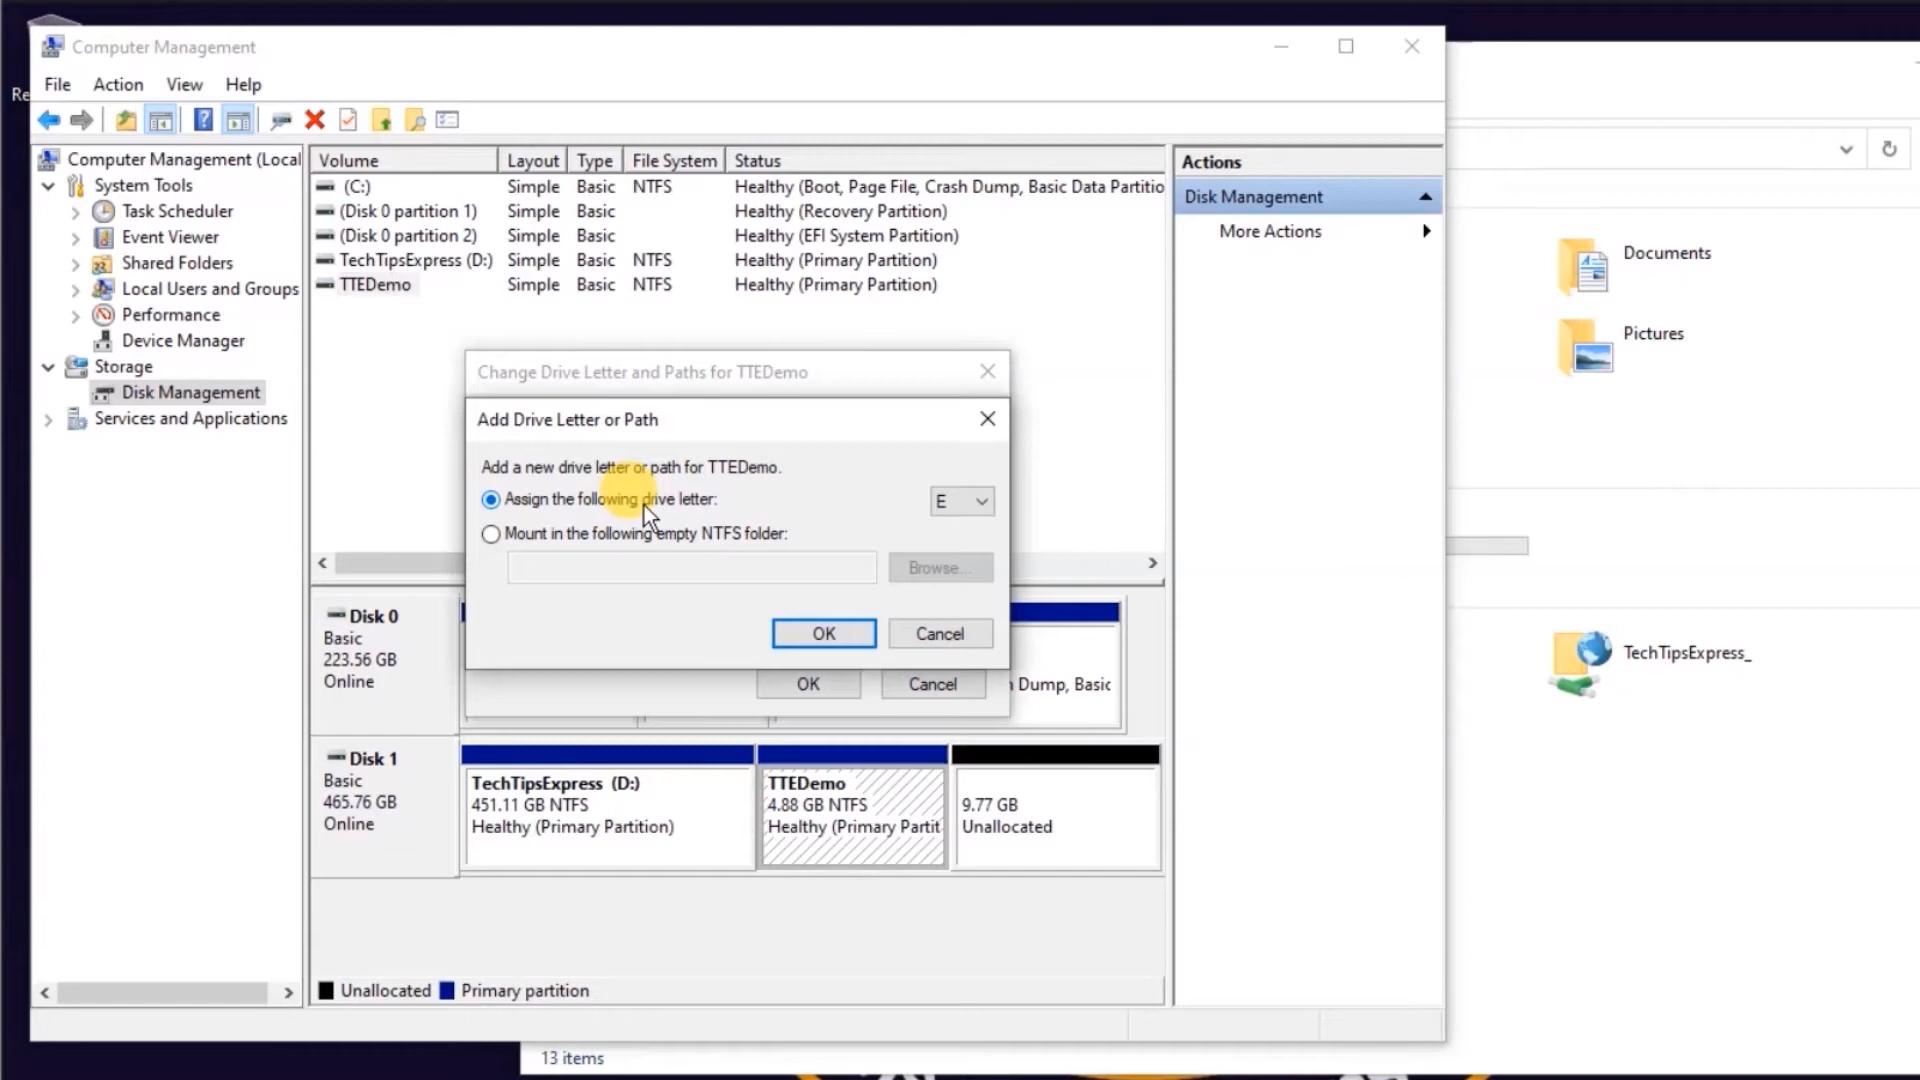 Computer Management
File Action View Help
Re
Computer Management (Local
System Tools
Task Scheduler
Event Viewer
Shared Folders
Local Users and Groups
Performance
Device Manager
Storage
Disk Management
Services and Applications
Volume Layout Type File System Status
(C:) Simple Basic NTFS Healthy (Boot, Page File, Crash Dump, Basic Data Partitio
(Disk 0 partition 1) Simple Basic Healthy (Recovery Partition)
(Disk 0 partition 2) Simple Basic Healthy (EFI System Partition)
TechTipsExpress (D:) Simple Basic NTFS Healthy (Primary Partition)
TTEDemo Simple Basic NTFS Healthy (Primary Partition)
Change Drive Letter and Paths for TTEDemo
Add Drive Letter or Path
Add a new drive letter or path for TTEDemo.
Assign the following drive letter: E
Mount in the following empty NTFS folder:
Browse...
OK Cancel
OK Cancel
Dump, Basic
Disk 0
Basic
223.56 GB
Online
Disk 1
Basic
465.76 GB
Online
TechTipsExpress (D:)
451.11 GB NTFS
Healthy (Primary Partition)
TTEDemo
4.88 GB NTFS
Healthy (Primary Partit
9.77 GB
Unallocated
Unallocated Primary partition
Actions
Disk Management
More Actions
Documents
Pictures
TechTipsExpress_
13 items